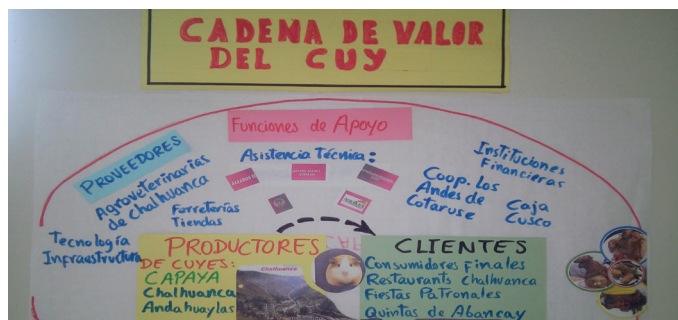 CADENA DE VALOR
DEL CUY
Funciones de Apoyo
PROVEEDORES
Agroveterinarias
de Chalhuanca
Ferreterías
Tiendas
Tecnología
Infraestructura
Asistencia Técnica:
Instituciones
Financieras
Coop. Los
Andes de
Cotaruse
Caja
Cusco
PRODUCTORES
DE CUYES:
CAPAYA
Chalhuanca
Andahuaylas
Chalhuanca
CLIENTES
Consumidores Finales
Restaurants Chalhuanca
Fiestas Patronales
Quintas de Abancay